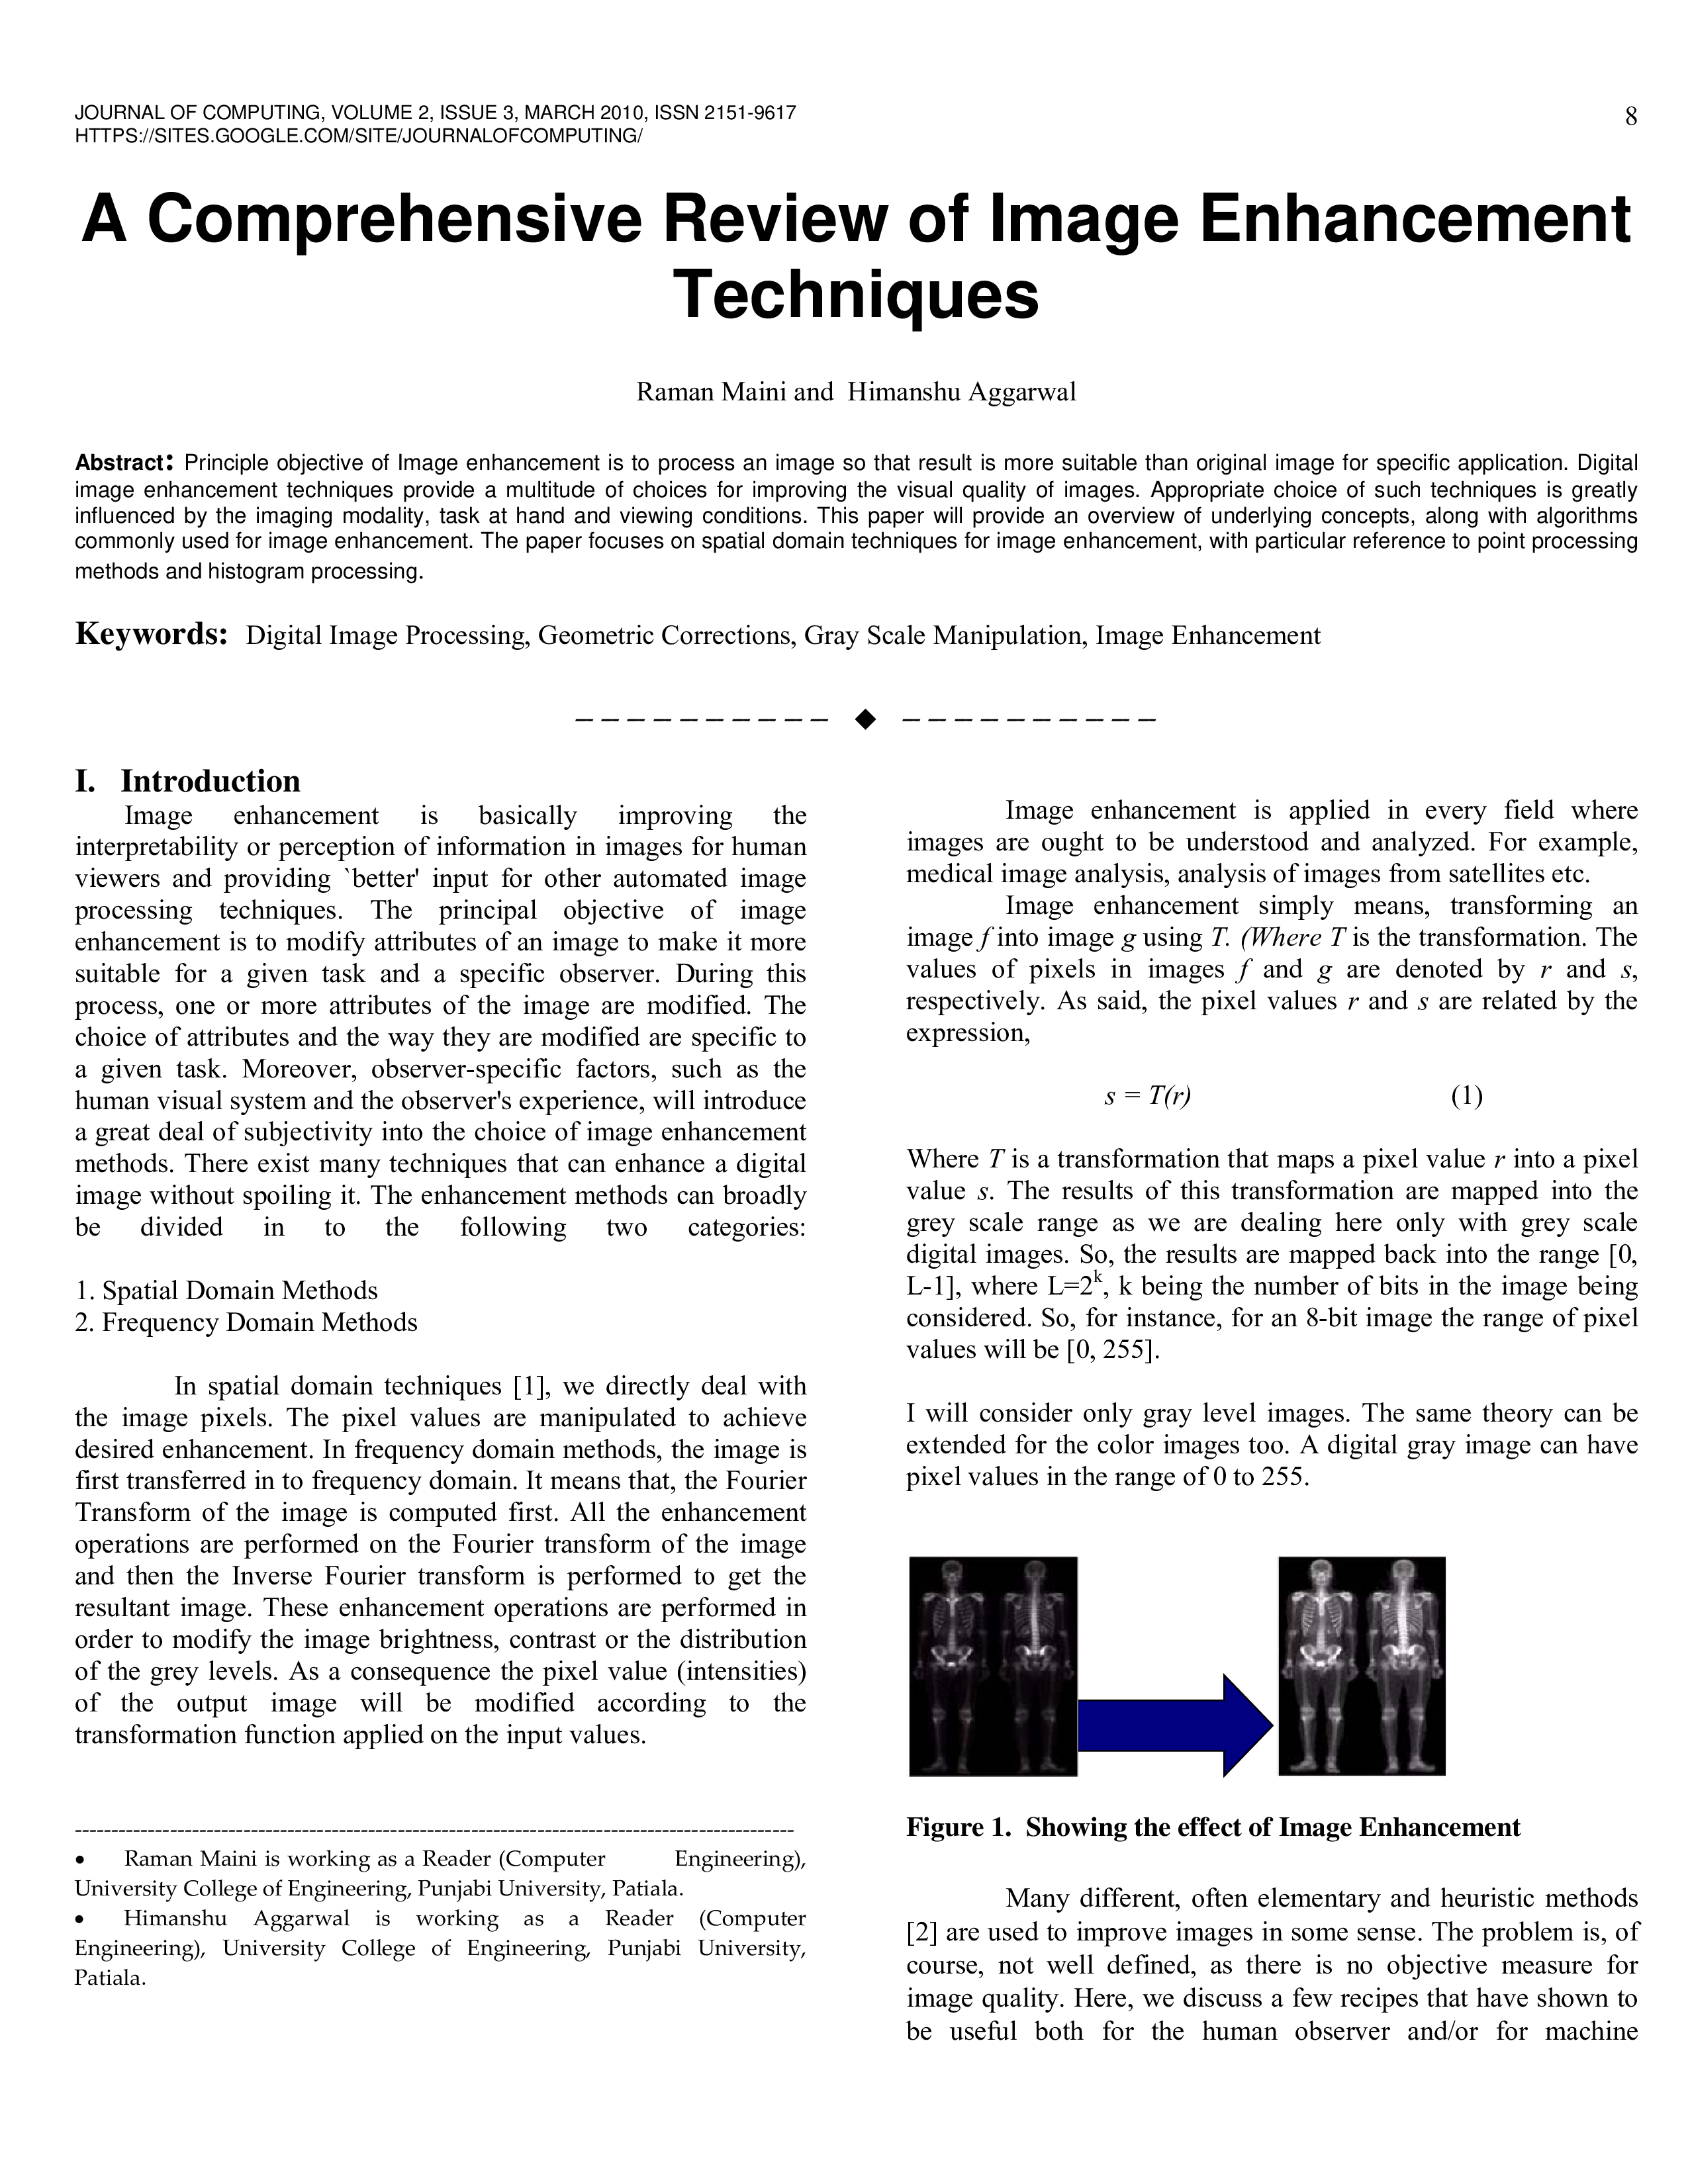 JOURNAL OF COMPUTING, VOLUME 2, ISSUE 3, MARCH 2010, ISSN 2151-9617
HTTPS://SITES.GOOGLE.COM/SITE/JOURNALOFCOMPUTING/
8
A Comprehensive Review of Image Enhancement
Techniques
Raman Maini and Himanshu Aggarwal
Abstract: Principle objective of Image enhancement is to process an image so that result is more suitable than original image for specific application. Digital
image enhancement techniques provide a multitude of choices for improving the visual quality of images. Appropriate choice of such techniques is greatly
influenced by the imaging modality, task at hand and viewing conditions. This paper will provide an overview of underlying concepts, along with algorithms
commonly used for image enhancement. The paper focuses on spatial domain techniques for image enhancement, with particular reference to point processing
methods and histogram processing.
Keywords: Digital Image Processing, Geometric Corrections, Gray Scale Manipulation, Image Enhancement
– – – – – – – – – – ◆ – – – – – – – – – –
I. Introduction
Image enhancement is basically improving the
interpretability or perception of information in images for human
viewers and providing `better' input for other automated image
processing techniques. The principal objective of image
enhancement is to modify attributes of an image to make it more
suitable for a given task and a specific observer. During this
process, one or more attributes of the image are modified. The
choice of attributes and the way they are modified are specific to
a given task. Moreover, observer-specific factors, such as the
human visual system and the observer's experience, will introduce
a great deal of subjectivity into the choice of image enhancement
methods. There exist many techniques that can enhance a digital
image without spoiling it. The enhancement methods can broadly
be divided in to the following two categories:
1. Spatial Domain Methods
2. Frequency Domain Methods
In spatial domain techniques [1], we directly deal with
the image pixels. The pixel values are manipulated to achieve
desired enhancement. In frequency domain methods, the image is
first transferred in to frequency domain. It means that, the Fourier
Transform of the image is computed first. All the enhancement
operations are performed on the Fourier transform of the image
and then the Inverse Fourier transform is performed to get the
resultant image. These enhancement operations are performed in
order to modify the image brightness, contrast or the distribution
of the grey levels. As a consequence the pixel value (intensities)
of the output image will be modified according to the
transformation function applied on the input values.
---------------------------------------------------------------------------------------------------
• Raman Maini is working as a Reader (Computer Engineering),
University College of Engineering, Punjabi University, Patiala.
• Himanshu Aggarwal is working as a Reader (Computer
Engineering), University College of Engineering, Punjabi University,
Patiala.
Image enhancement is applied in every field where
images are ought to be understood and analyzed. For example,
medical image analysis, analysis of images from satellites etc.
Image enhancement simply means, transforming an
image f into image g using T. (Where T is the transformation. The
values of pixels in images f and g are denoted by r and s,
respectively. As said, the pixel values r and s are related by the
expression,
s = T(r) (1)
Where T is a transformation that maps a pixel value r into a pixel
value s. The results of this transformation are mapped into the
grey scale range as we are dealing here only with grey scale
digital images. So, the results are mapped back into the range [0,
L-1], where L=2^k, k being the number of bits in the image being
considered. So, for instance, for an 8-bit image the range of pixel
values will be [0, 255].
I will consider only gray level images. The same theory can be
extended for the color images too. A digital gray image can have
pixel values in the range of 0 to 255.
Figure 1. Showing the effect of Image Enhancement
Many different, often elementary and heuristic methods
[2] are used to improve images in some sense. The problem is, of
course, not well defined, as there is no objective measure for
image quality. Here, we discuss a few recipes that have shown to
be useful both for the human observer and/or for machine